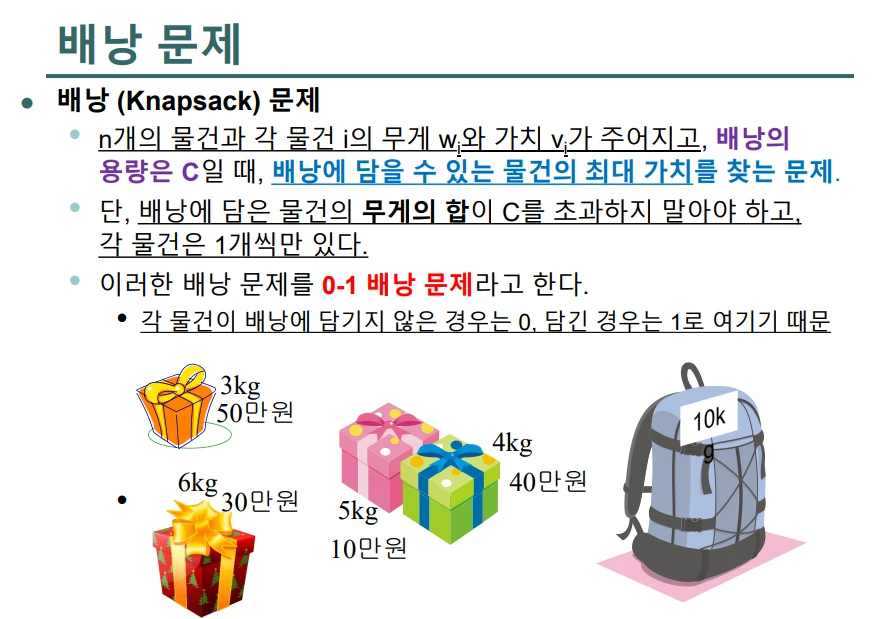 배낭 문제
배낭 (Knapsack) 문제
n개의 물건과 각 물건 i의 무게 wi와 가치 vi가 주어지고, 배낭의
용량은 C일 때, 배낭에 담을 수 있는 물건의 최대 가치를 찾는 문제.
단, 배낭에 담은 물건의 무게의 합이 C를 초과하지 말아야 하고,
각 물건은 1개씩만 있다.
이러한 배낭 문제를 0-1 배낭 문제라고 한다.
각 물건이 배낭에 담기지 않은 경우는 0, 담긴 경우는 1로 여기기 때문
3kg
50만원
6kg
30만원
5kg
10만원
4kg
40만원
10k
g